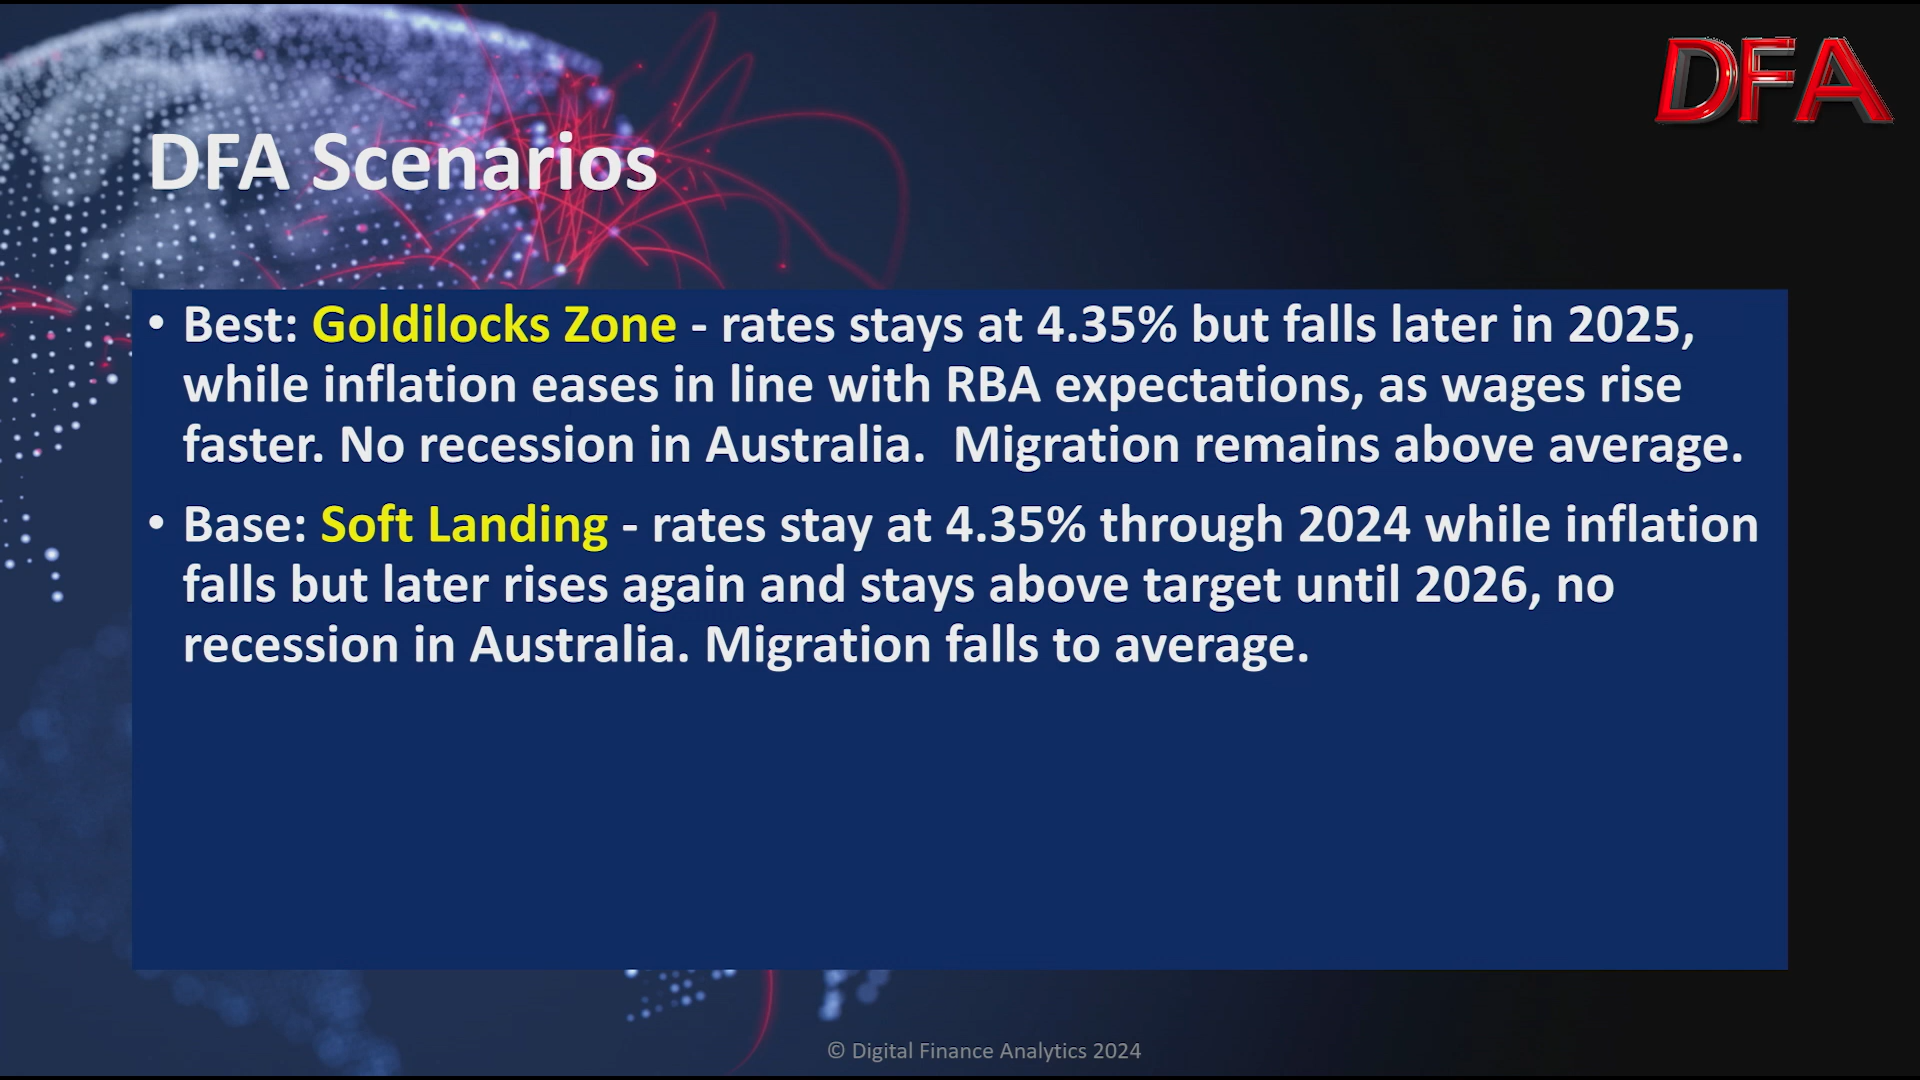 DFA
DFA Scenarios
• Best: Goldilocks Zone - rates stays at 4.35% but falls later in 2025,
while inflation eases in line with RBA expectations, as wages rise
faster. No recession in Australia.  Migration remains above average.
• Base: Soft Landing - rates stay at 4.35% through 2024 while inflation
falls but later rises again and stays above target until 2026, no
recession in Australia. Migration falls to average.
© Digital Finance Analytics 2024